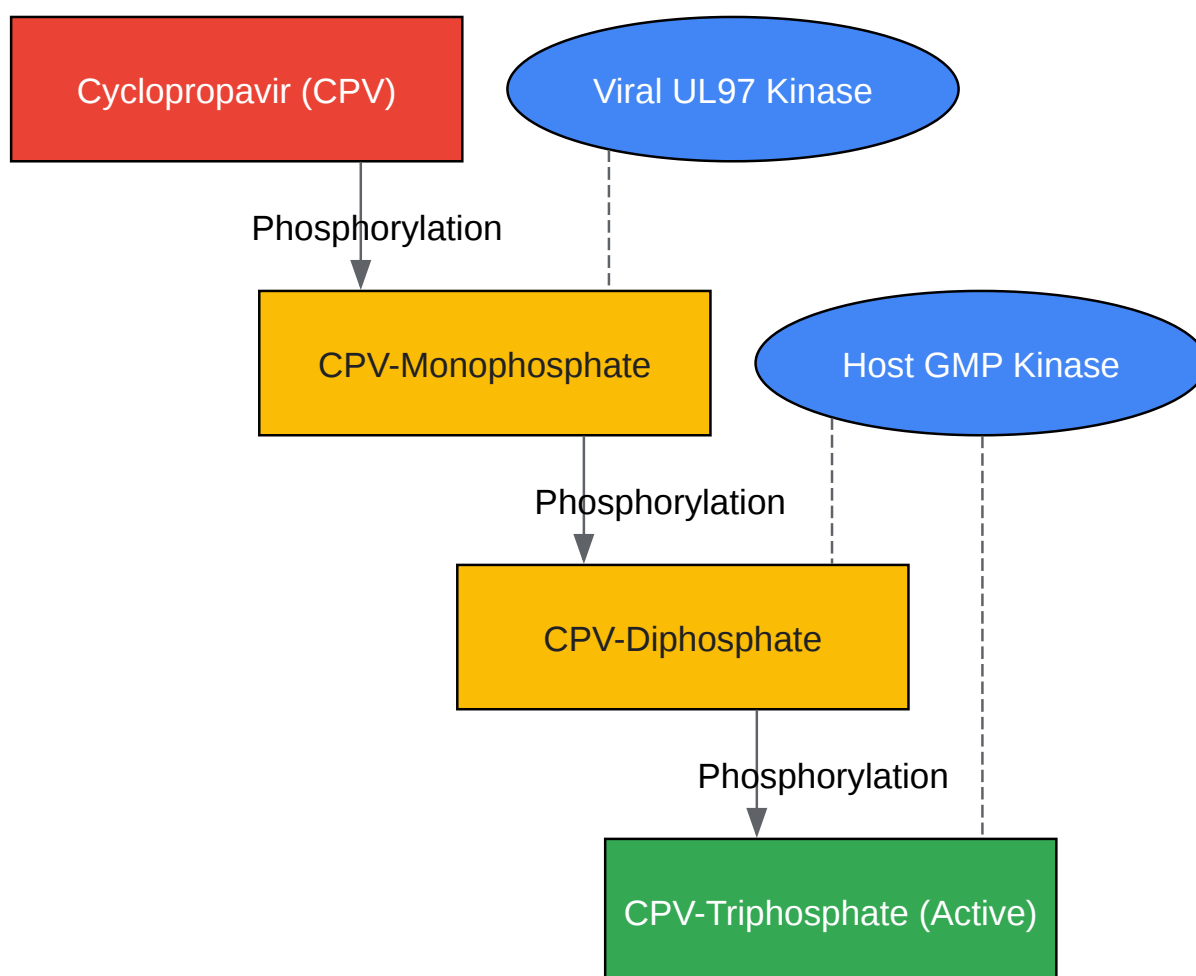 Cyclopropavir (CPV)
Viral UL97 Kinase
Phosphorylation
CPV-Monophosphate
Host GMP Kinase
Phosphorylation
CPV-Diphosphate
Phosphorylation
CPV-Triphosphate (Active)